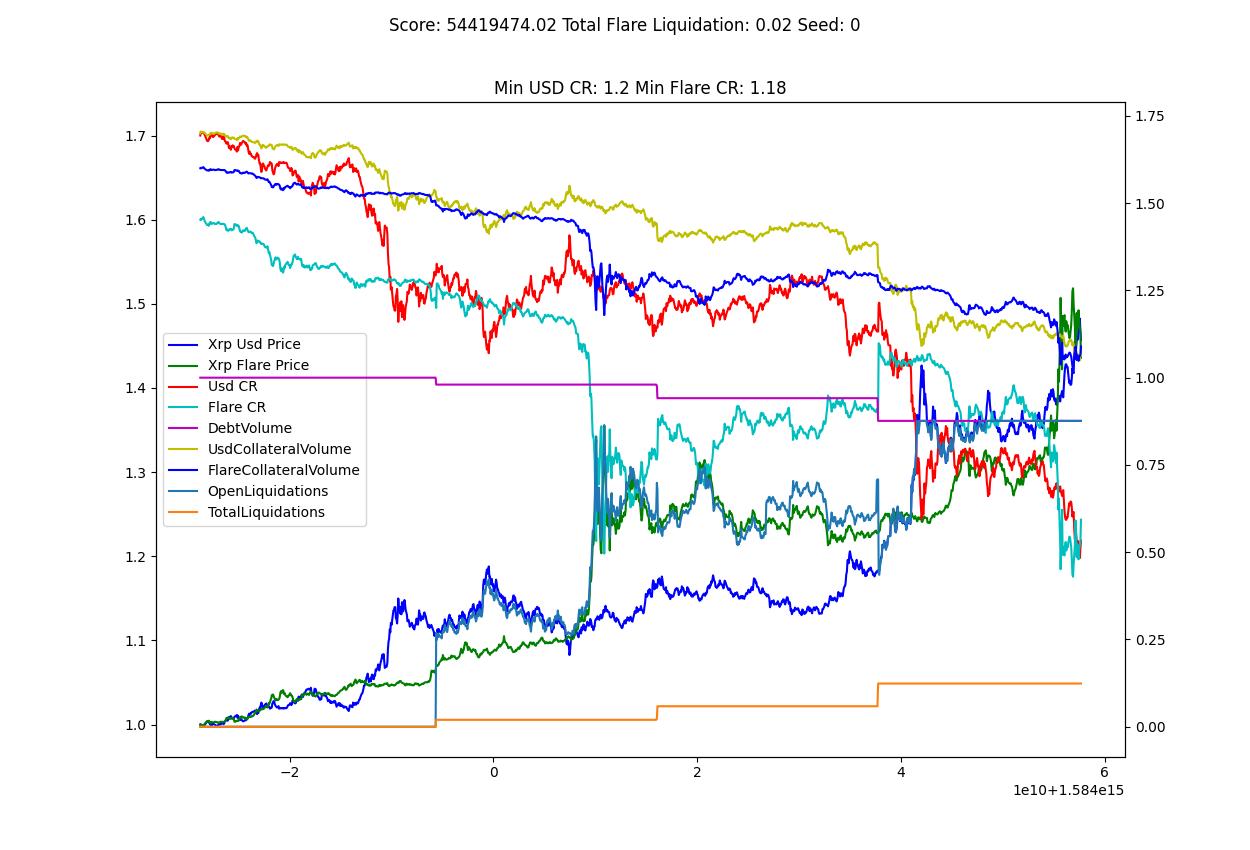 Score: 54419474.02 Total Flare Liquidation: 0.02 Seed: 0
Min USD CR: 1.2 Min Flare CR: 1.18
1.7
1.6
1.5
1.4
1.3
1.2
1.1
1.0
1.75
1.50
1.25
1.00
0.75
0.50
0.25
0.00
Xrp Usd Price
Xrp Flare Price
Usd CR
Flare CR
DebtVolume
UsdCollateralVolume
FlareCollateralVolume
OpenLiquidations
TotalLiquidations
−2 0 2 4 6
1e10+1.584e15